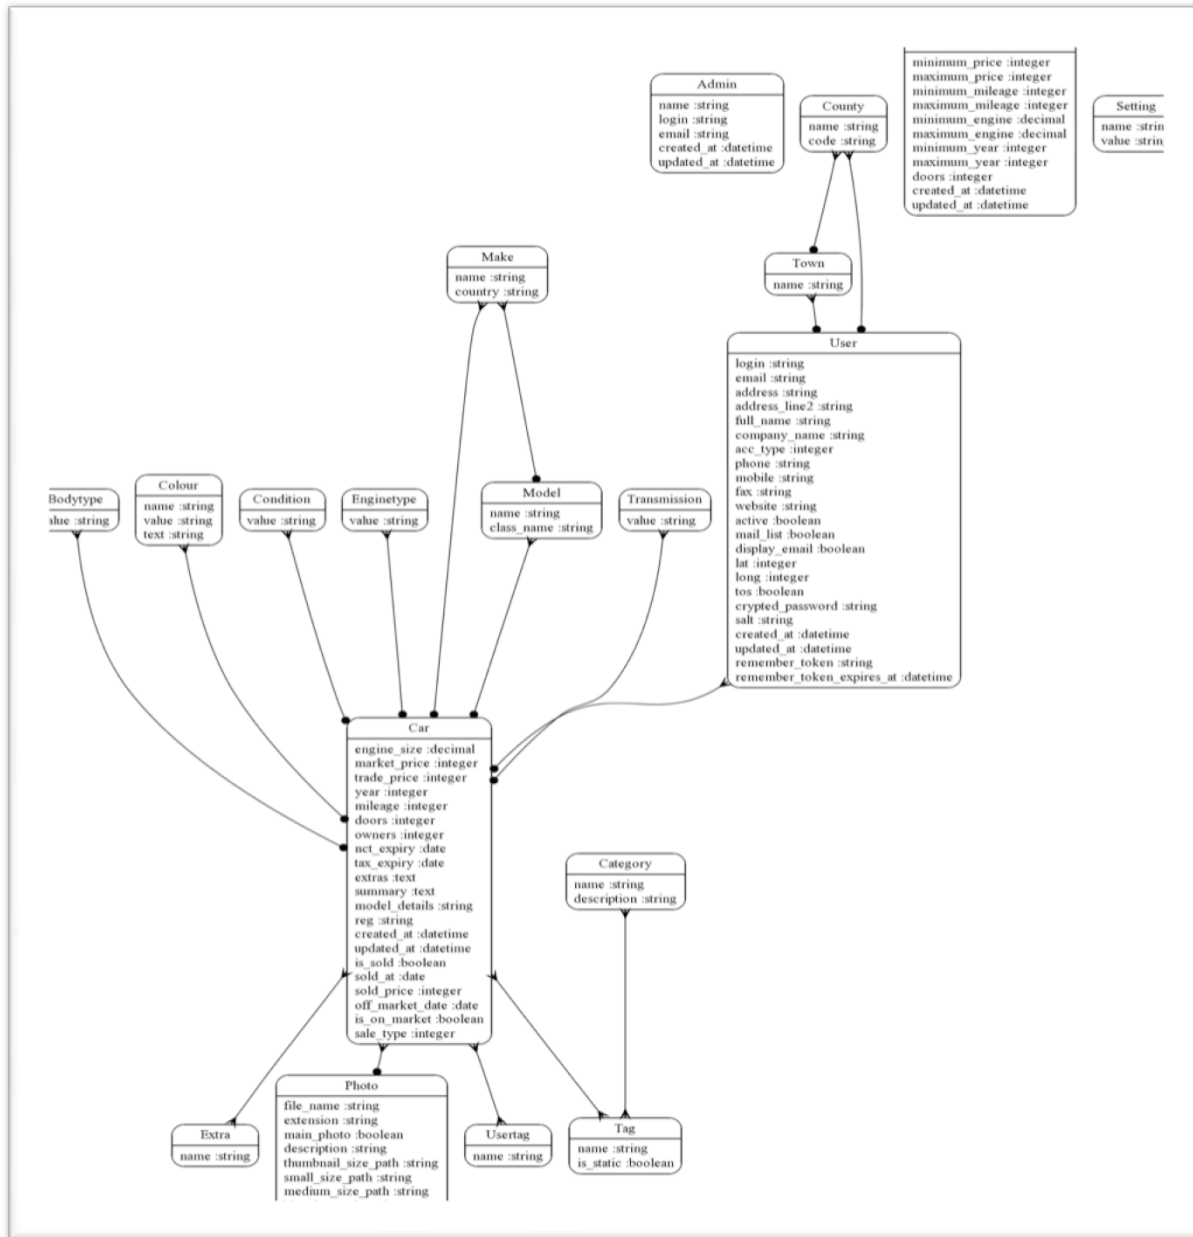 Admin
name :string
login :string
email :string
created_at :datetime
updated_at :datetime
County
name :string
code :string
minimum_price :integer
maximum_price :integer
minimum_mileage :integer
maximum_mileage :integer
minimum_engine :decimal
maximum_engine :decimal
minimum_year :integer
maximum_year :integer
doors :integer
created_at :datetime
updated_at :datetime
Setting
name :strin
value :strin
Make
name :string
country :string
Town
name :string
User
login :string
email :string
address :string
address_line2 :string
full_name :string
company_name :string
acc_type :integer
phone :string
mobile :string
fax :string
website :string
active :boolean
mail_list :boolean
display_email :boolean
lat :integer
long :integer
tos :boolean
crypted_password :string
salt :string
created_at :datetime
updated_at :datetime
remember_token :string
remember_token_expires_at :datetime
Bodytype
alue :string
Colour
name :string
value :string
text :string
Condition
value :string
Enginetype
value :string
Model
name :string
class_name :string
Transmission
value :string
Car
engine_size :decimal
market_price :integer
trade_price :integer
year :integer
mileage :integer
doors :integer
owners :integer
nct_expiry :date
tax_expiry :date
extras :text
summary :text
model_details :string
reg :string
created_at :datetime
updated_at :datetime
is_sold :boolean
sold_at :date
sold_price :integer
off_market_date :date
is_on_market :boolean
sale_type :integer
Category
name :string
description :string
Extra
name :string
Photo
file_name :string
extension :string
main_photo :boolean
description :string
thumbnail_size_path :string
small_size_path :string
medium_size_path :string
Usertag
name :string
Tag
name :string
is_static :boolean